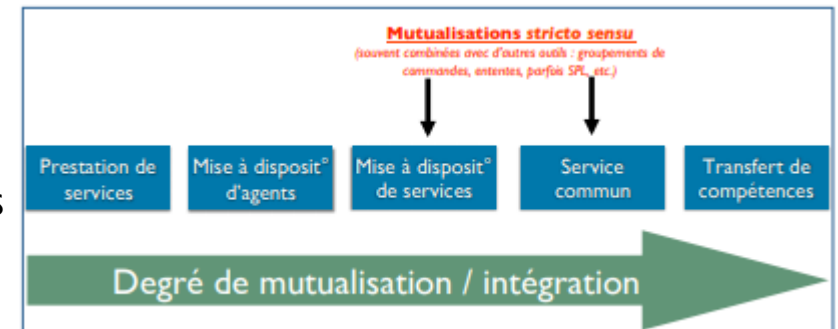 Mutualisations stricto sensu
(souvent combinées avec d'autres outils : groupements de
commandes, ententes, parfois SPL, etc.)
Prestation de
services
Mise à disposit°
d'agents
Mise à disposit°
de services
Service
commun
Transfert de
compétences
s
Degré de mutualisation / intégration